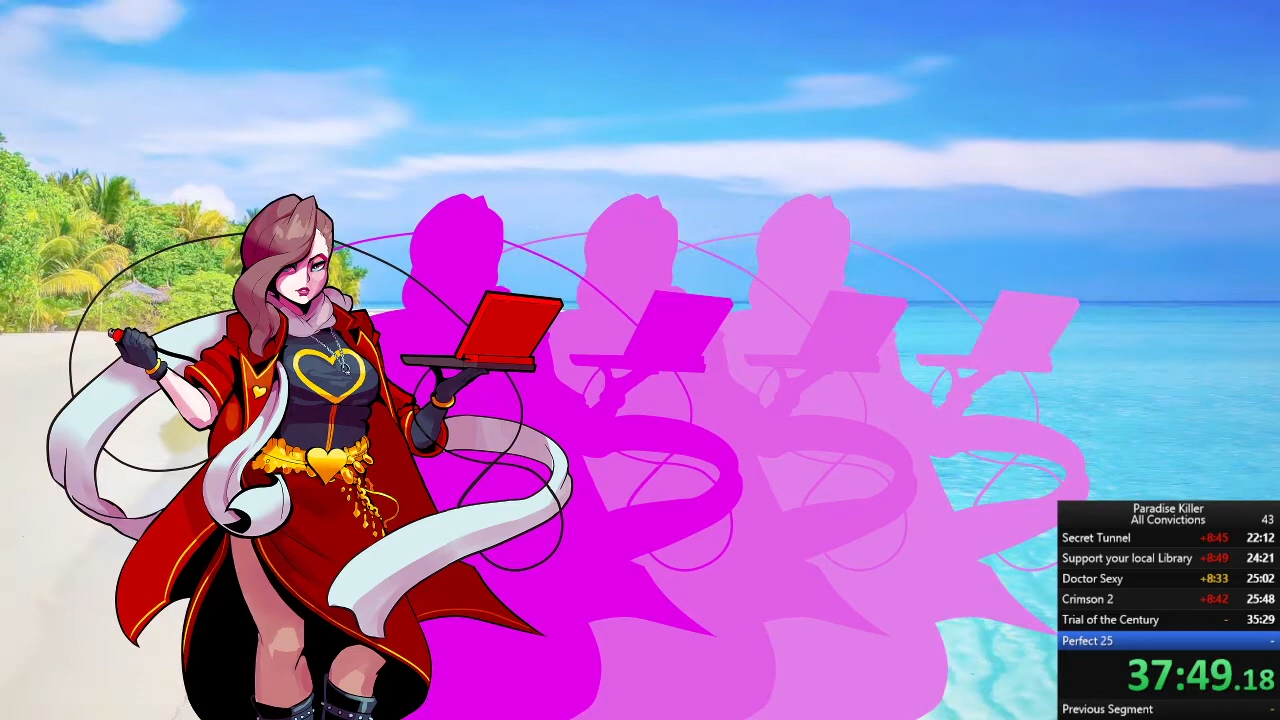 Paradise Killer
All Convictions 43
Secret Tunnel +8:45 22:12
Support your local Library +8:49 24:21
Doctor Sexy +8:33 25:02
Crimson 2 +8:42 25:48
Trial of the Century - 35:29
Perfect 25 -
37:49.18
Previous Segment -